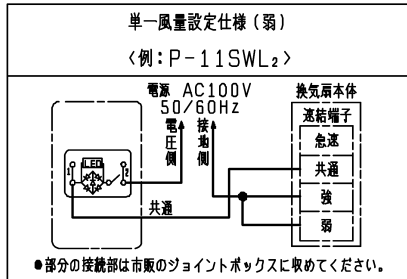 単一風量設定仕様(弱)
〈例:P-11SWL₂〉
電源 AC100V
50/60Hz
電圧側
接地側
換気扇本体
速結端子
急速
共通
強
弱
LED
1
2
共通
●部分の接続部は市販のジョイントボックスに収めてください。